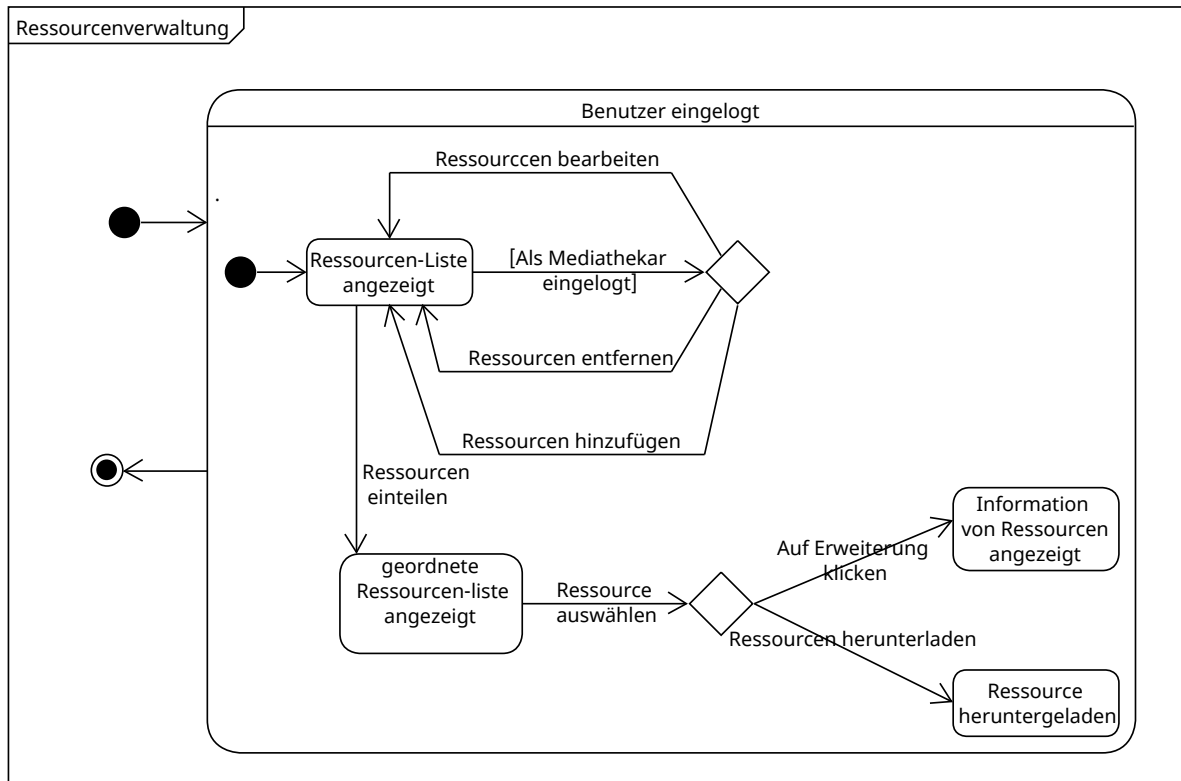 Ressourcenverwaltung
Benutzer eingelogt
Ressourccen bearbeiten
.
Ressourcen-Liste
angezeigt
[Als Mediathekar
eingelogt]
Ressourcen entfernen
Ressourcen hinzufügen
Ressourcen
einteilen
Information
von Ressourcen
angezeigt
Auf Erweiterung
klicken
geordnete
Ressourcen-liste
angezeigt
Ressource
auswählen
Ressourcen herunterladen
Ressource
heruntergeladen